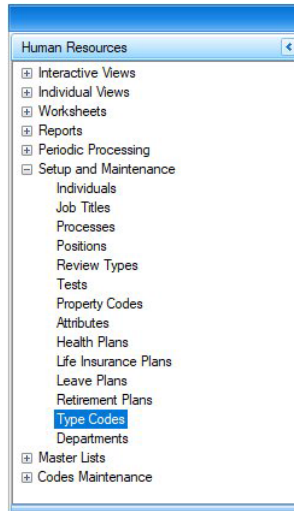 Human Resources
Interactive Views
Individual Views
Worksheets
Reports
Periodic Processing
Setup and Maintenance
Individuals
Job Titles
Processes
Positions
Review Types
Tests
Property Codes
Attributes
Health Plans
Life Insurance Plans
Leave Plans
Retirement Plans
Type Codes
Departments
Master Lists
Codes Maintenance